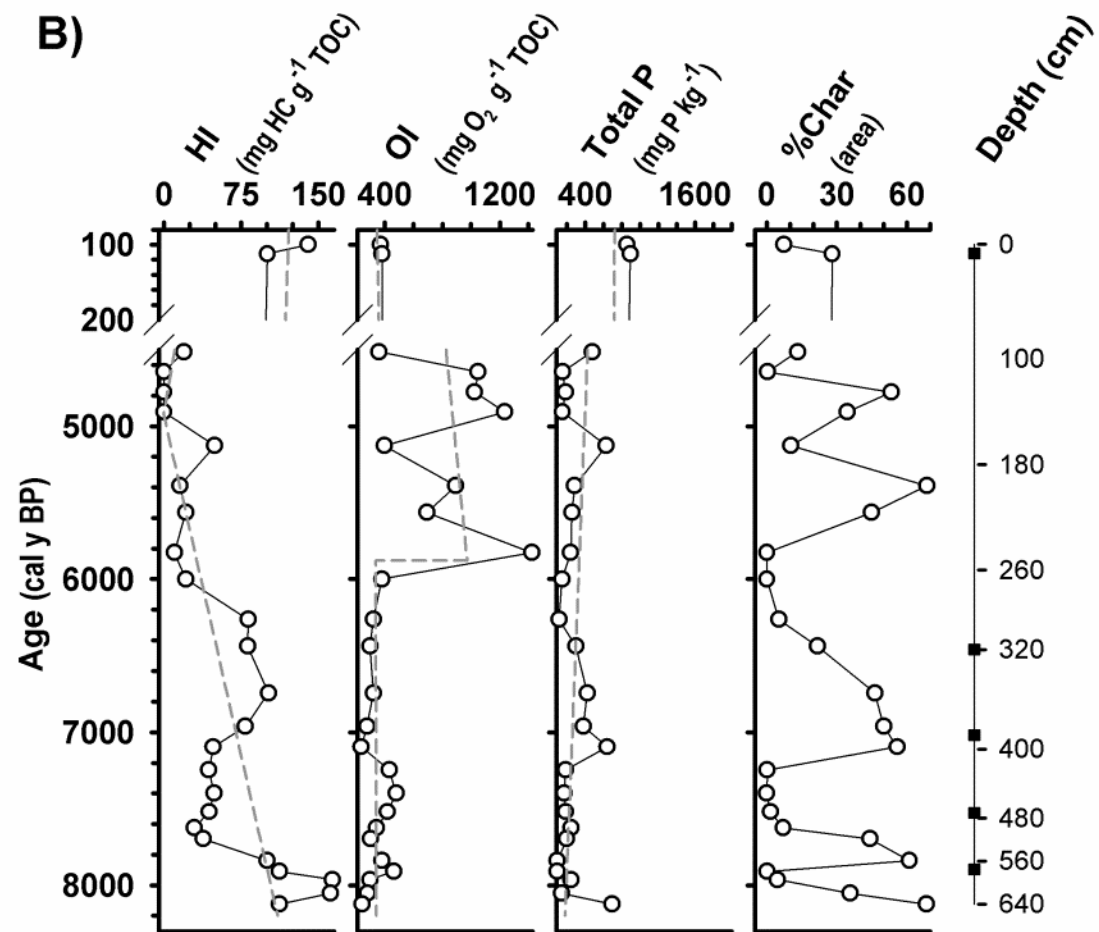 B)
HI
(mg HC g⁻¹ TOC)
OI
(mg O₂ g⁻¹ TOC)
Total P
(mg P kg⁻¹)
%Char
(area)
Depth (cm)
0 75 150 400 1200 400 1600 0 30 60
100
200
5000
6000
7000
8000
Age (cal y BP)
0
100
180
260
320
400
480
560
640